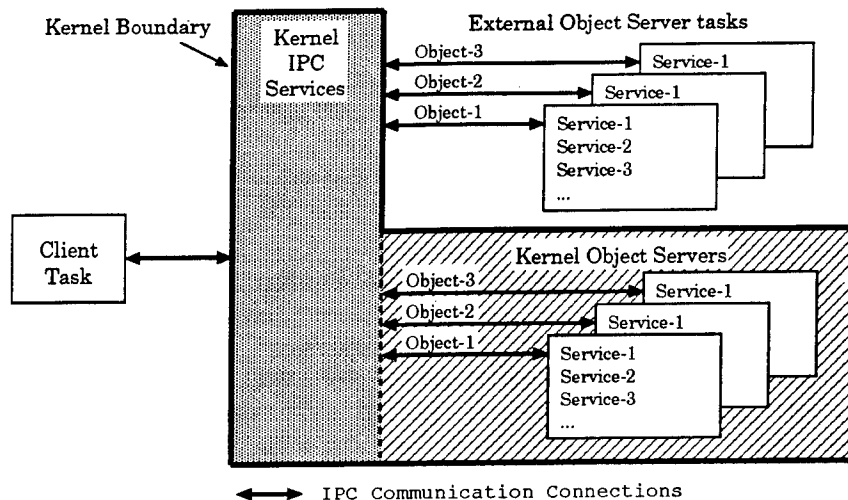 Kernel Boundary
Kernel
IPC
Services
External Object Server tasks
Object-3
Object-2
Object-1
Service-1
Service-1
Service-1
Service-2
Service-3
...
Client
Task
Kernel Object Servers
Object-3
Object-2
Object-1
Service-1
Service-1
Service-1
Service-2
Service-3
...
IPC Communication Connections